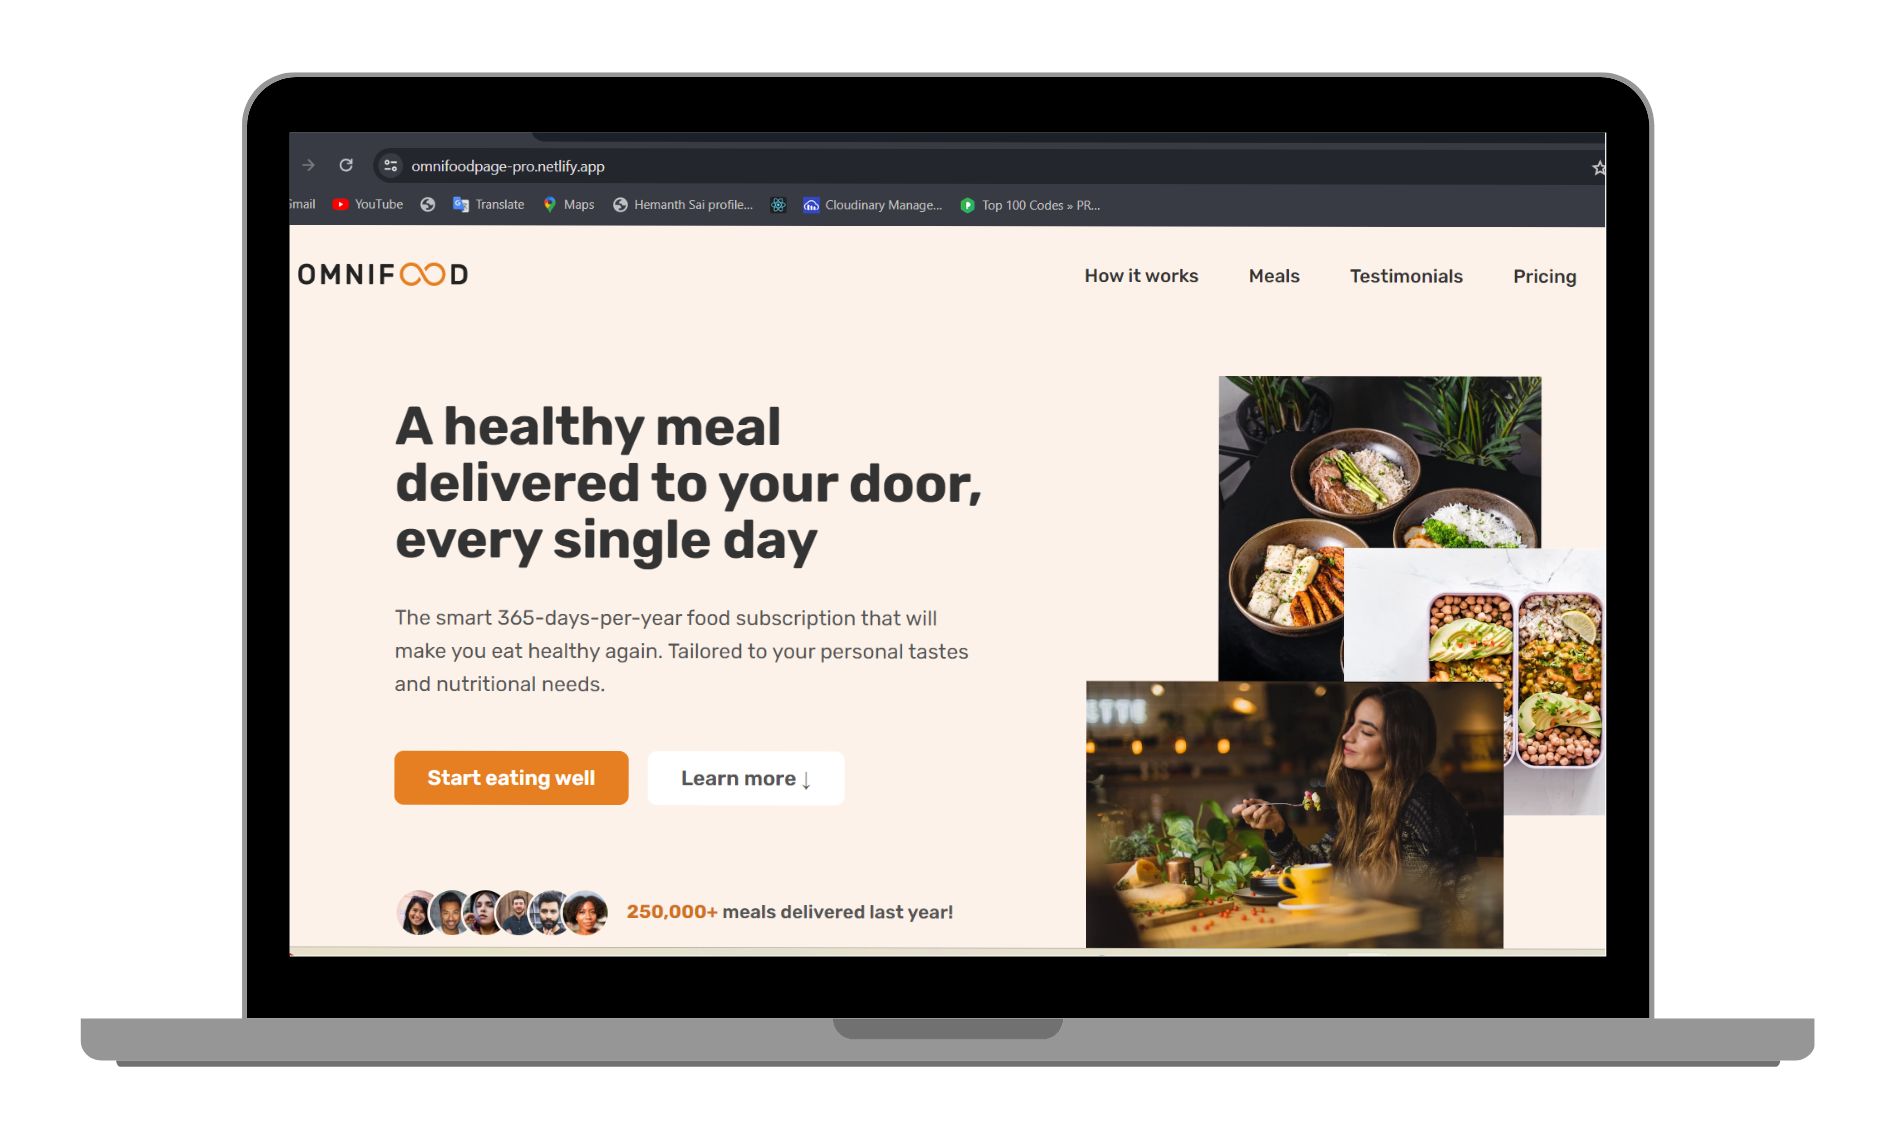 omnifoodpage-pro.netlify.app
YouTube Translate Maps Hemanth Sai profile... Cloudinary Manage... Top 100 Codes » PR...
OMNIFOOD How it works Meals Testimonials Pricing
A healthy meal
delivered to your door,
every single day
The smart 365-days-per-year food subscription that will
make you eat healthy again. Tailored to your personal tastes
and nutritional needs.
Start eating well Learn more ↓
250,000+ meals delivered last year!